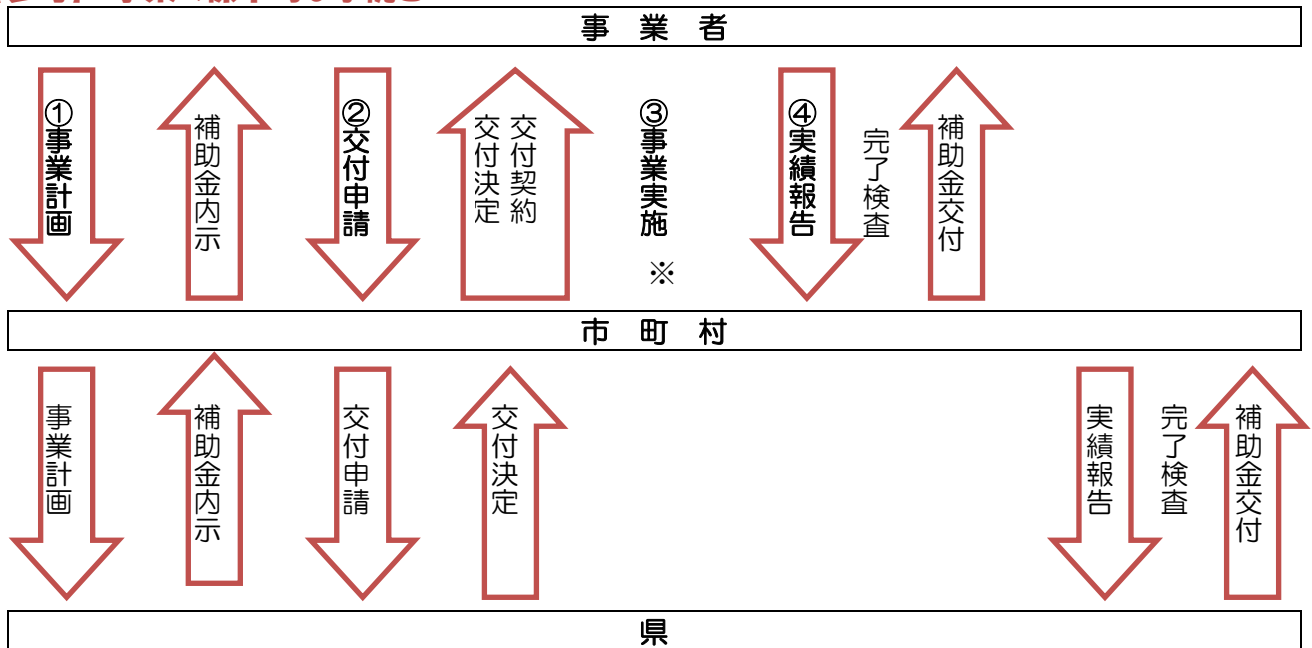 事業者
①事業計画
補助金内示
②交付申請
交付契約
交付決定
③事業実施
※
④実績報告
完了検査
補助金交付
市町村
事業計画
補助金内示
交付申請
交付決定
実績報告
完了検査
補助金交付
県